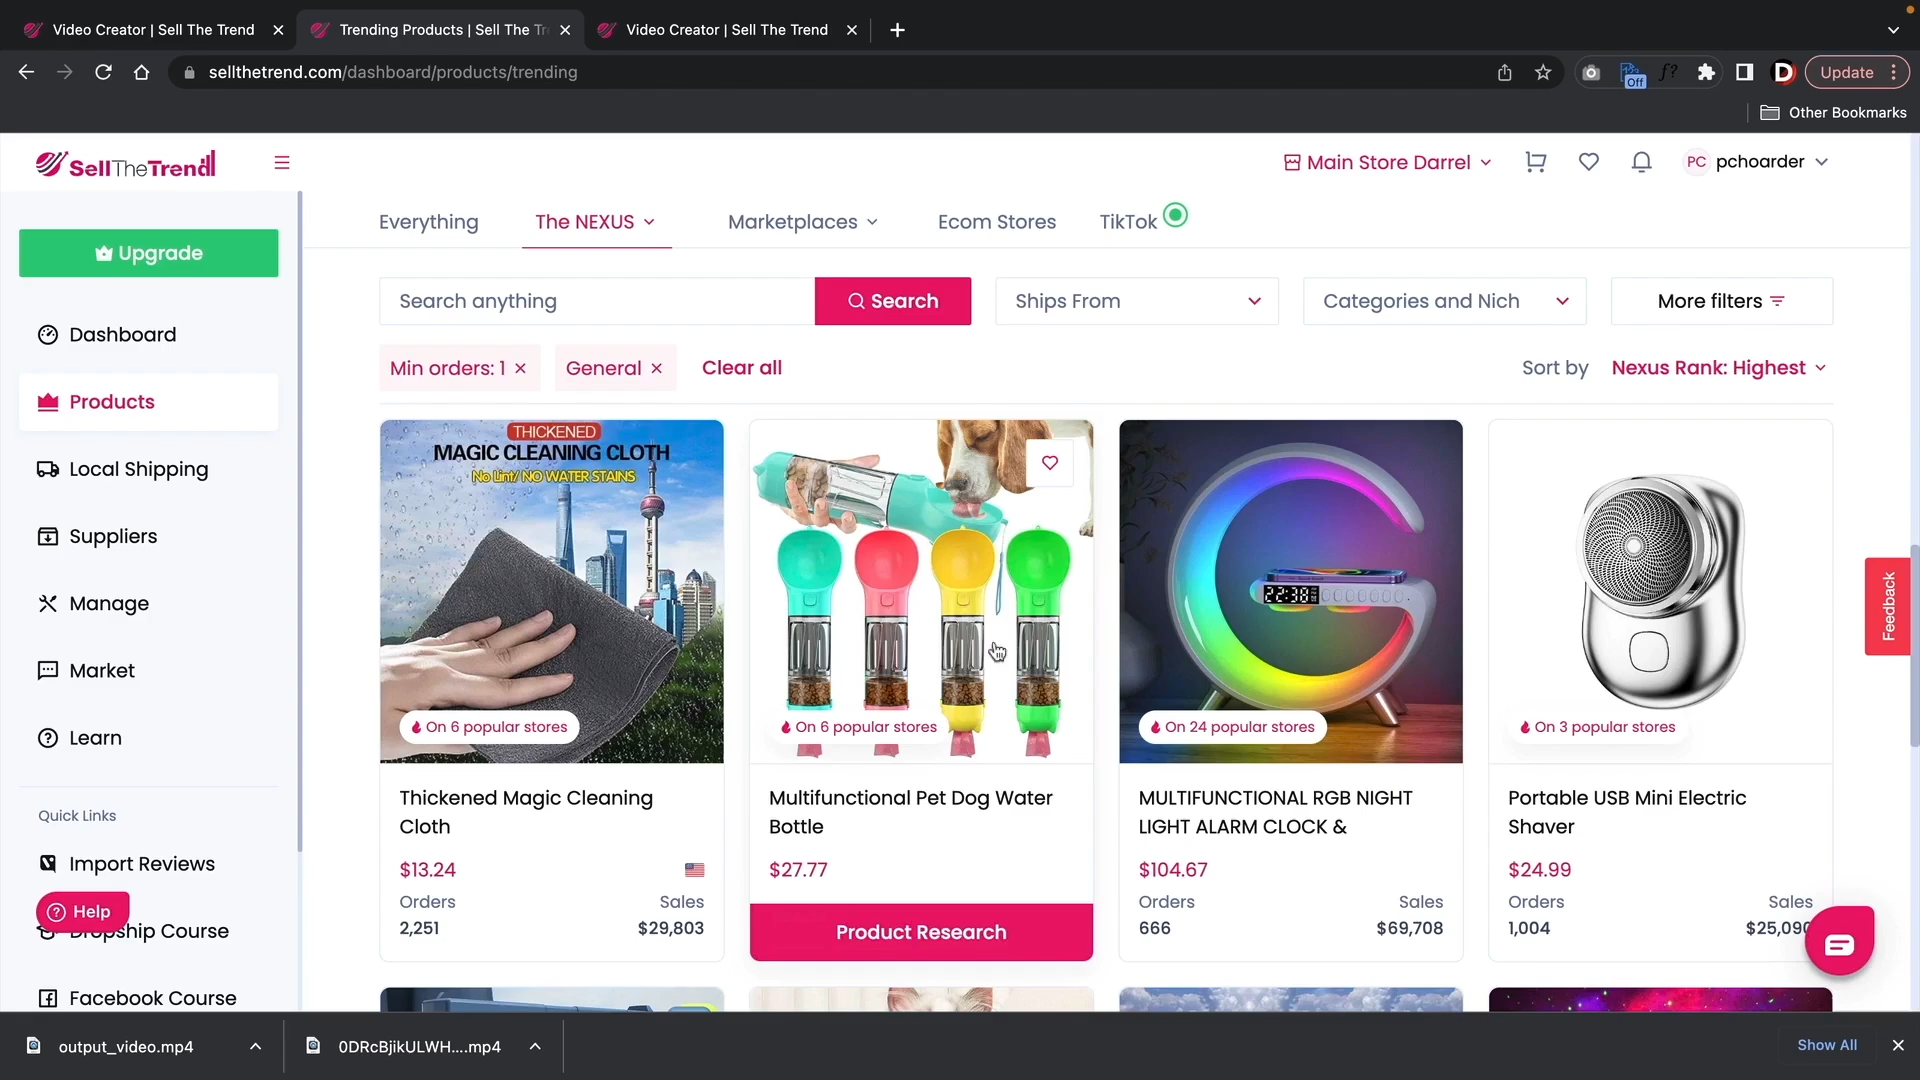 Video Creator | Sell The Trend
Trending Products | Sell The Tr
Video Creator | Sell The Trend
sellthetrend.com/dashboard/products/trending
Off
f?
D
Update
Other Bookmarks
SellTheTrend
Main Store Darrel
PC
pchoarder
Everything
The NEXUS
Marketplaces
Ecom Stores
TikTok
Upgrade
Dashboard
Products
Local Shipping
Suppliers
Manage
Market
Learn
Quick Links
Import Reviews
Help
Dropship Course
Facebook Course
Search anything
Search
Ships From
Categories and Nich
More filters
Min orders: 1
General
Clear all
Sort by
Nexus Rank: Highest
THICKENED
MAGIC CLEANING CLOTH
No Lint/ NO WATER STAINS
On 6 popular stores
Thickened Magic Cleaning
Cloth
$13.24
Orders
Sales
2,251
$29,803
On 6 popular stores
Multifunctional Pet Dog Water
Bottle
$27.77
Product Research
22:38
On 24 popular stores
MULTIFUNCTIONAL RGB NIGHT
LIGHT ALARM CLOCK &
$104.67
Orders
Sales
666
$69,708
On 3 popular stores
Portable USB Mini Electric
Shaver
$24.99
Orders
Sales
1,004
$25,090
Feedback
output_video.mp4
0DRcBjikULWH....mp4
Show All